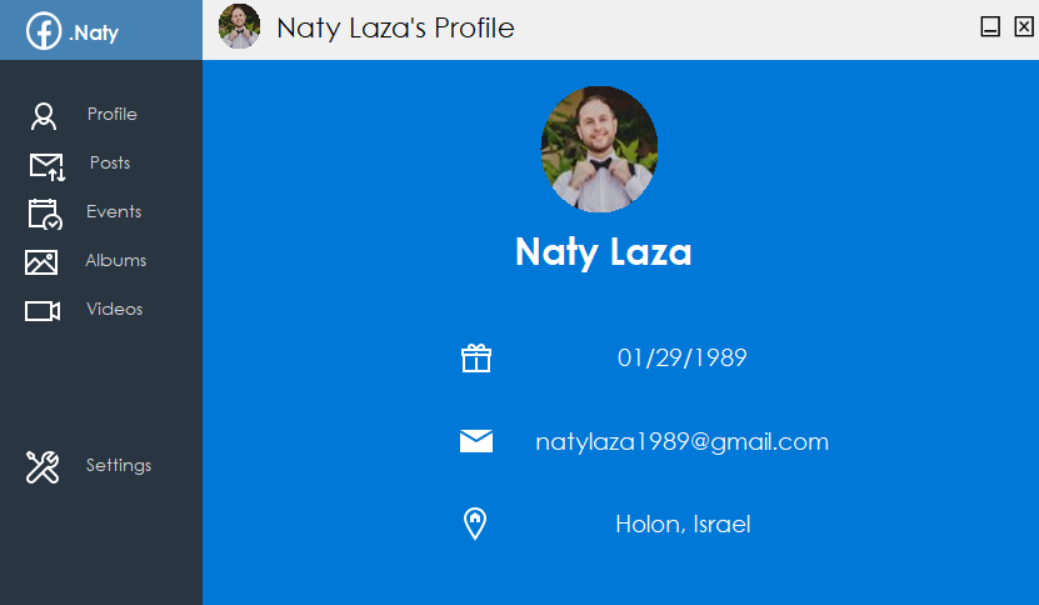 .Naty
Naty Laza's Profile
Profile
Posts
Events
Albums
Videos
Settings
Naty Laza
01/29/1989
natylaza1989@gmail.com
Holon, Israel